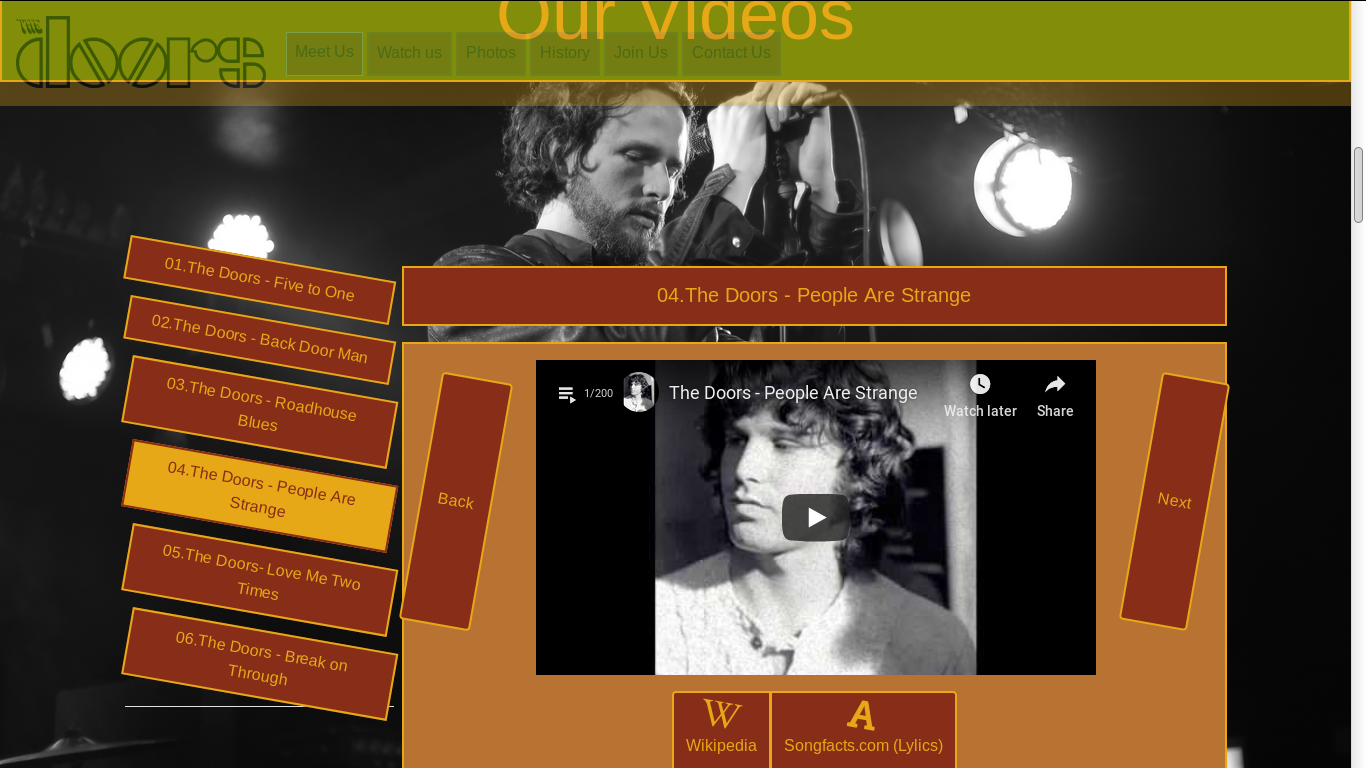 Our Videos
THE
doors
Meet Us
Watch us
Photos
History
Join Us
Contact Us
01.The Doors - Five to One
02.The Doors - Back Door Man
03.The Doors - Roadhouse
Blues
04.The Doors - People Are
Strange
05.The Doors- Love Me Two
Times
06.The Doors - Break on
Through
04.The Doors - People Are Strange
Back
1/200
The Doors - People Are Strange
Watch later
Share
Next
W
Wikipedia
A
Songfacts.com (Lylics)